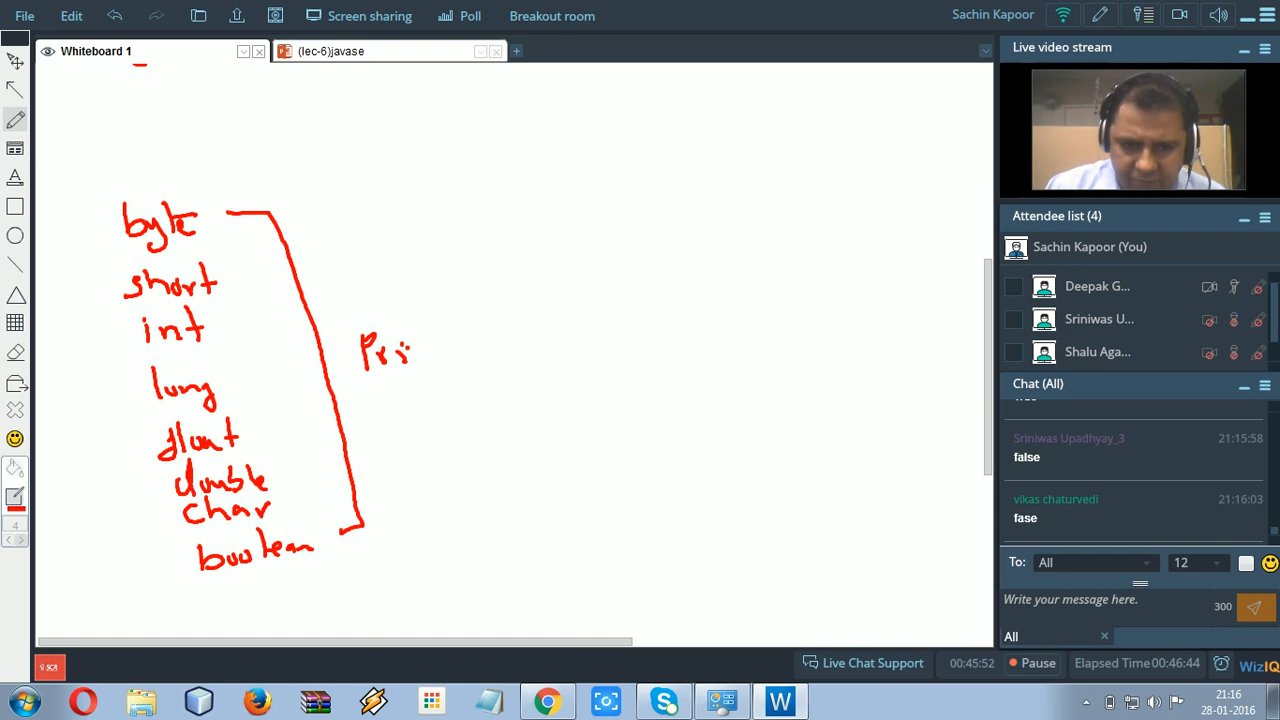 File Edit Screen sharing Poll Breakout room Sachin Kapoor
Whiteboard 1
(lec-6)javase
Live video stream
Attendee list (4)
Sachin Kapoor (You)
Deepak G...
Sriniwas U...
Shalu Aga...
Chat (All)
Sriniwas Upadhyay_3 21:15:58
false
vikas chaturvedi 21:16:03
fase
To: All 12
Write your message here. 300
All
byte
short
int
long
float
double
char
boolean
Pri
4
SCR
Live Chat Support 00:45:52 Pause Elapsed Time 00:46:44 WizIQ
21:16
28-01-2016